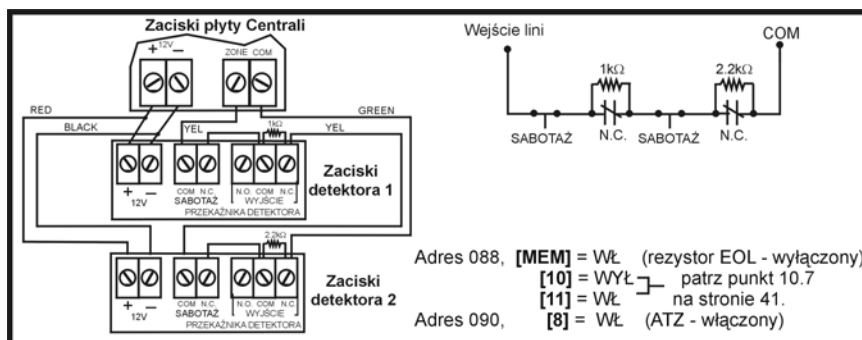 Zaciski płyty Centrali
+ 12V −
ZONE COM
RED
GREEN
BLACK
YEL
1kΩ
YEL
Zaciski
detektora 1
+ −
12V
COM N.C.
SABOTAŻ
N.O. COM N.C.
WYJŚCIE
PRZEKAŹNIKA DETEKTORA
2.2kΩ
Zaciski
detektora 2
+ −
12V
COM N.C.
SABOTAŻ
N.O. COM N.C.
WYJŚCIE
PRZEKAŹNIKA DETEKTORA
Wejście lini
COM
1kΩ
2.2kΩ
SABOTAŻ
N.C.
SABOTAŻ
N.C.
Adres 088, [MEM] = WŁ (rezystor EOL - wyłączony)
[10] = WYŁ patrz punkt 10.7
[11] = WŁ na stronie 41.
Adres 090, [8] = WŁ (ATZ - włączony)